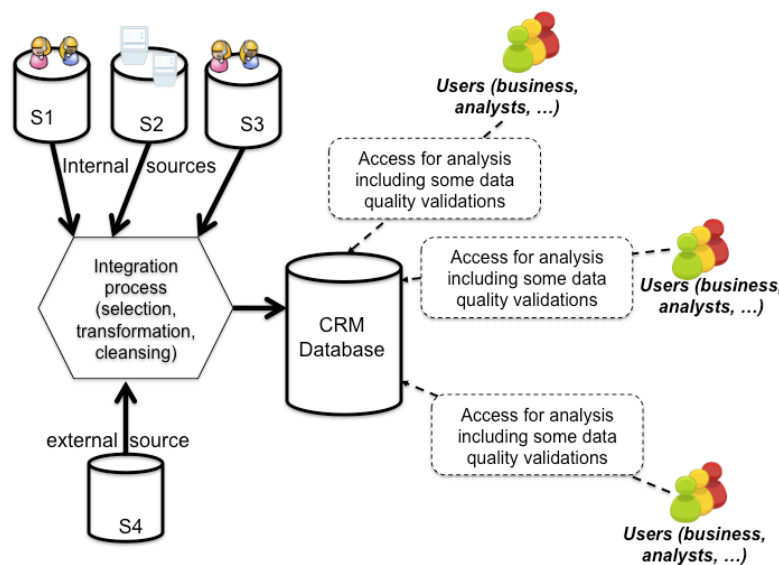 S1
S2
S3
Internal sources
Integration
process
(selection,
transformation,
cleansing)
external source
S4
CRM
Database
Users (business,
analysts, ...)
Access for analysis
including some data
quality validations
Access for analysis
including some data
quality validations
Users (business,
analysts, ...)
Access for analysis
including some data
quality validations
Users (business,
analysts, ...)